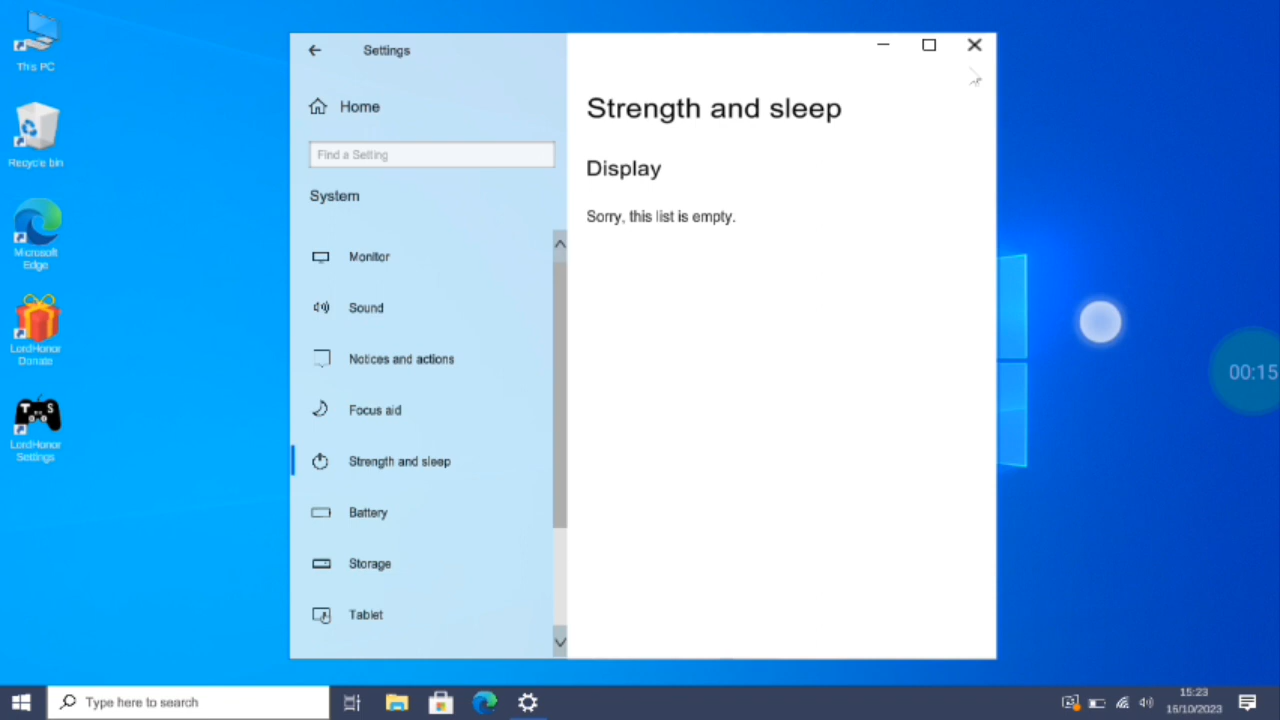 This PC
Recycle bin
Microsoft
Edge
LordHonor
Donate
LordHonor
Settings
Settings
Home
Find a Setting
System
Monitor
Sound
Notices and actions
Focus aid
Strength and sleep
Battery
Storage
Tablet
Strength and sleep
Display
Sorry, this list is empty.
00:15
Type here to search
15:23
16/10/2023